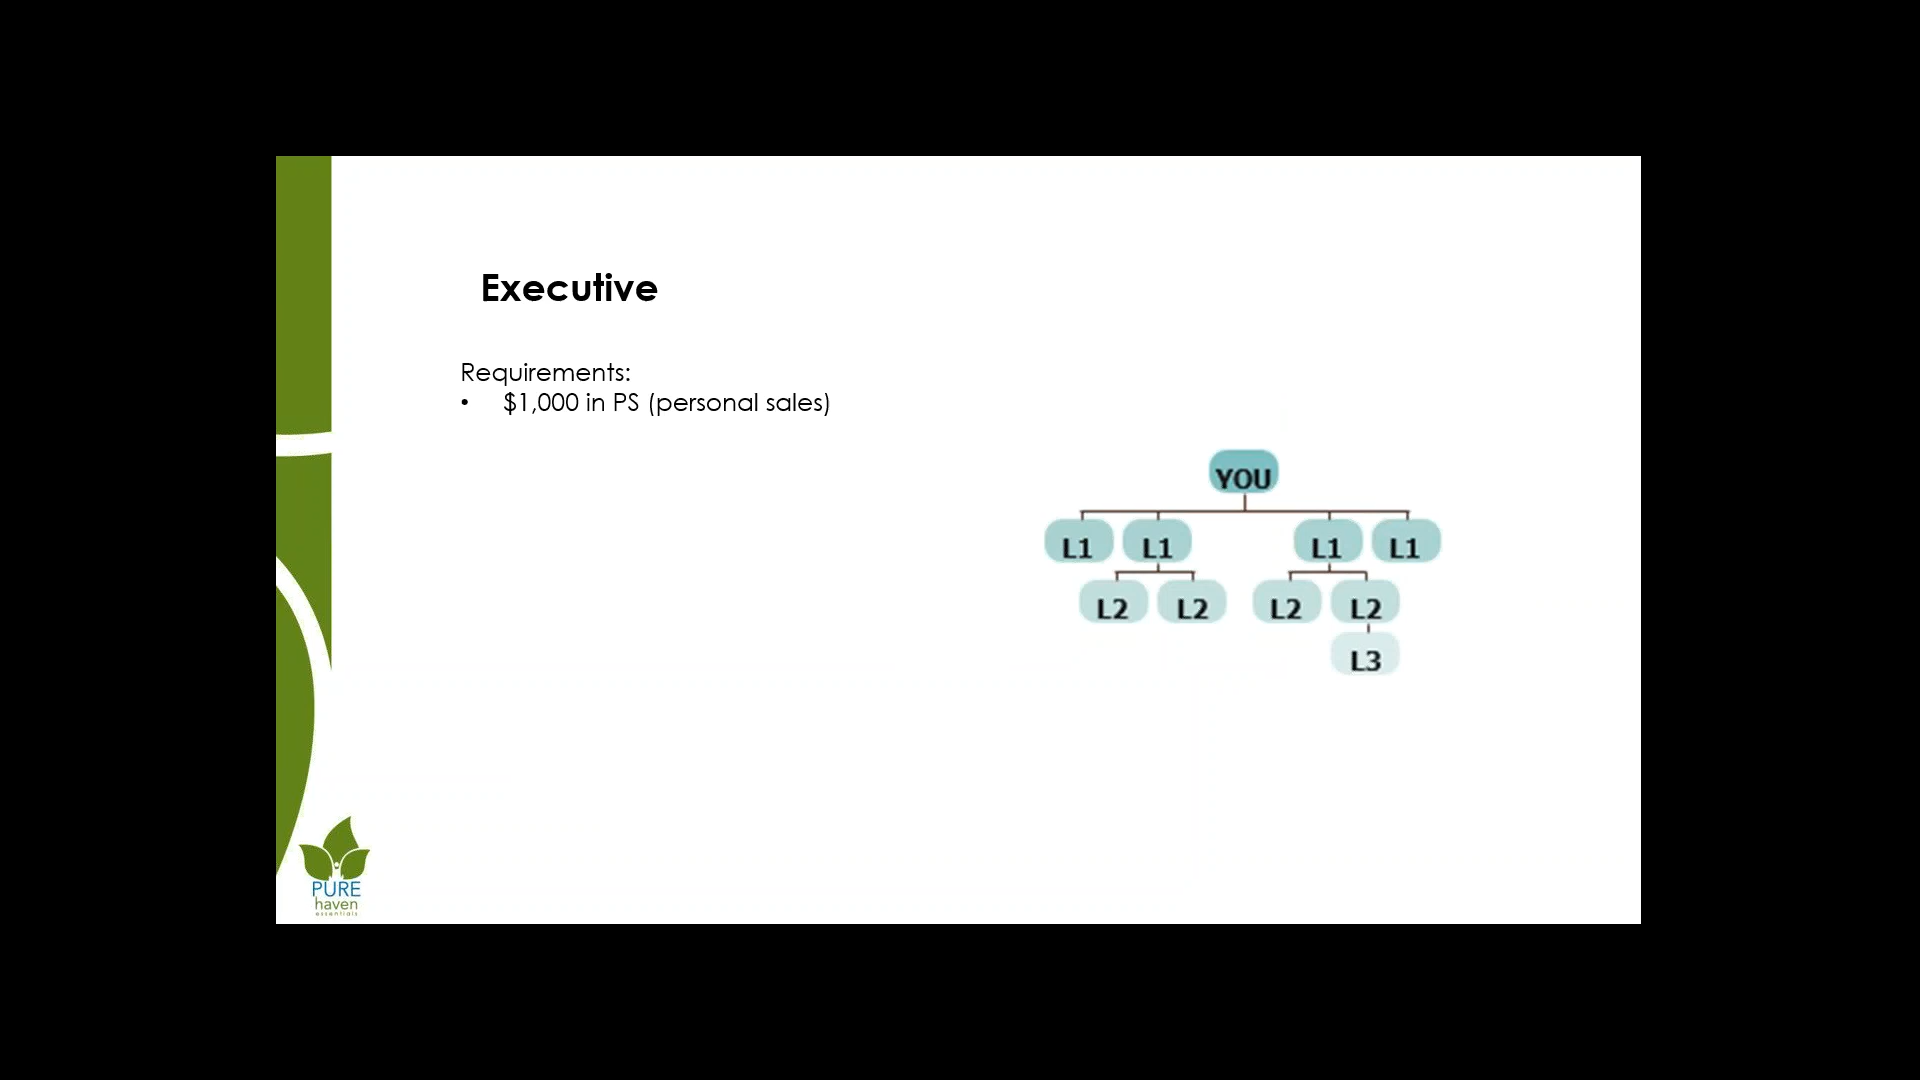 Executive
Requirements:
• $1,000 in PS (personal sales)
YOU
L1 L1 L1 L1
L2 L2 L2 L2
L3
PURE
haven
essentials